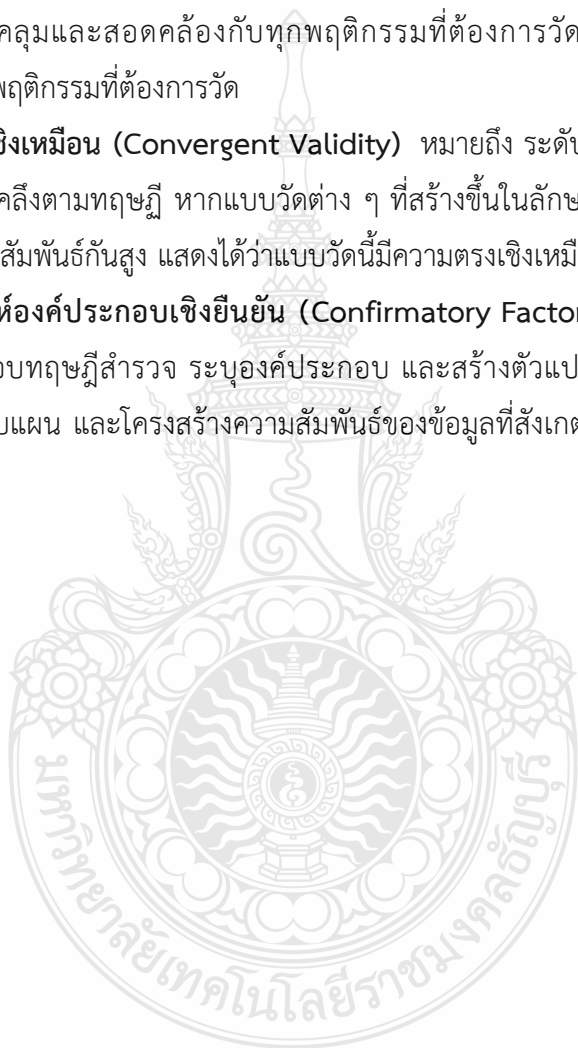 คลุมและสอดคล้องกับทุกพฤติกรรมที่ต้องการวัด
พฤติกรรมที่ต้องการวัด
ชิงเหมือน (Convergent Validity) หมายถึง ระดับ
คลึงตามทฤษฎี หากแบบวัดต่าง ๆ ที่สร้างขึ้นในลักษ
สัมพันธ์กันสูง แสดงได้ว่าแบบวัดนี้มีความตรงเชิงเหมื
ห์องค์ประกอบเชิงยืนยัน (Confirmatory Factor
อบทฤษฎีสำรวจ ระบุองค์ประกอบ และสร้างตัวแป
บแผน และโครงสร้างความสัมพันธ์ของข้อมูลที่สังเกต
มหาวิทยาลัยเทคโนโลยีราชมงคลธัญบุรี